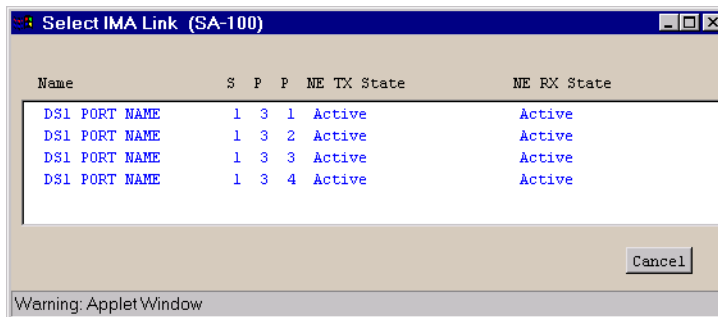 Select IMA Link (SA-100)
Name S P P NE TX State NE RX State
DS1 PORT NAME 1 3 1 Active Active
DS1 PORT NAME 1 3 2 Active Active
DS1 PORT NAME 1 3 3 Active Active
DS1 PORT NAME 1 3 4 Active Active
Cancel
Warning: Applet Window